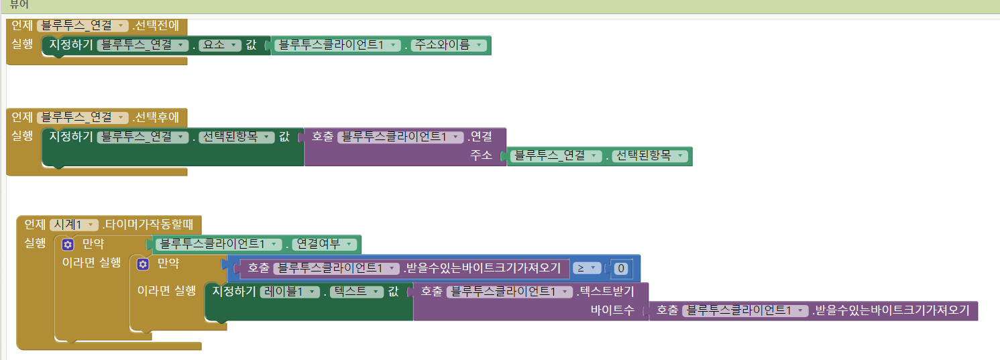 뷰어
언제 블루투스_연결 .선택전에
실행 지정하기 블루투스_연결 . 요소 값 블루투스클라이언트1 . 주소와이름
언제 블루투스_연결 .선택후에
실행 지정하기 블루투스_연결 . 선택된항목 값 호출 블루투스클라이언트1 .연결
주소 블루투스_연결 . 선택된항목
언제 시계1 .타이머가작동할때
실행 만약 블루투스클라이언트1 . 연결여부
이라면 실행 만약 호출 블루투스클라이언트1 .받을수있는바이트크기가져오기 ≥ 0
이라면 실행 지정하기 레이블1 . 텍스트 값 호출 블루투스클라이언트1 .텍스트받기
바이트수 호출 블루투스클라이언트1 .받을수있는바이트크기가져오기